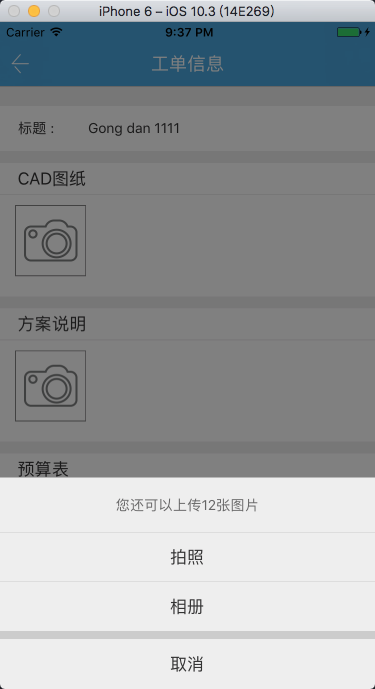 iPhone 6 – iOS 10.3 (14E269)
Carrier 9:37 PM
工单信息
标题： Gong dan 1111
CAD图纸
方案说明
预算表
您还可以上传12张图片
拍照
相册
取消